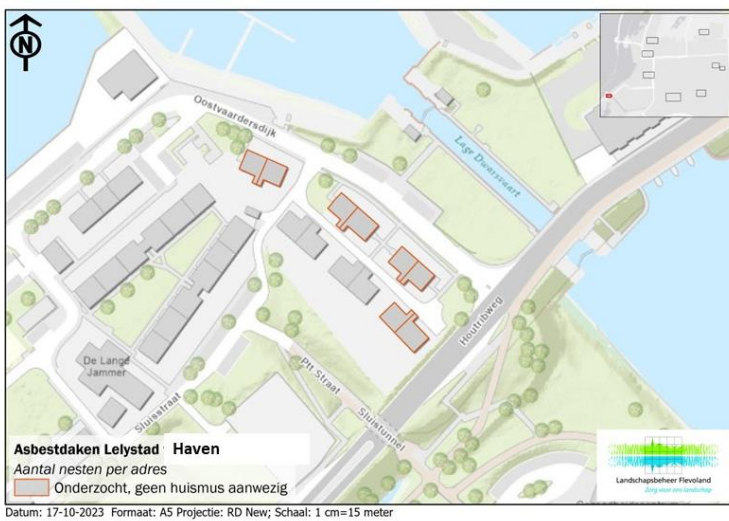 N
Oostvaardersdijk
Lage Dwarsvaart
Houtribweg
De Lange
Jammer
Ptt Straat
Sluisstraat
Sluistunnel
Asbestdaken Lelystad Haven
Aantal nesten per adres
Onderzocht, geen huismus aanwezig
Landschapsbeheer Flevoland
Zorg voor ons landschap
Datum: 17-10-2023 Formaat: A5 Projectie: RD New; Schaal: 1 cm=15 meter